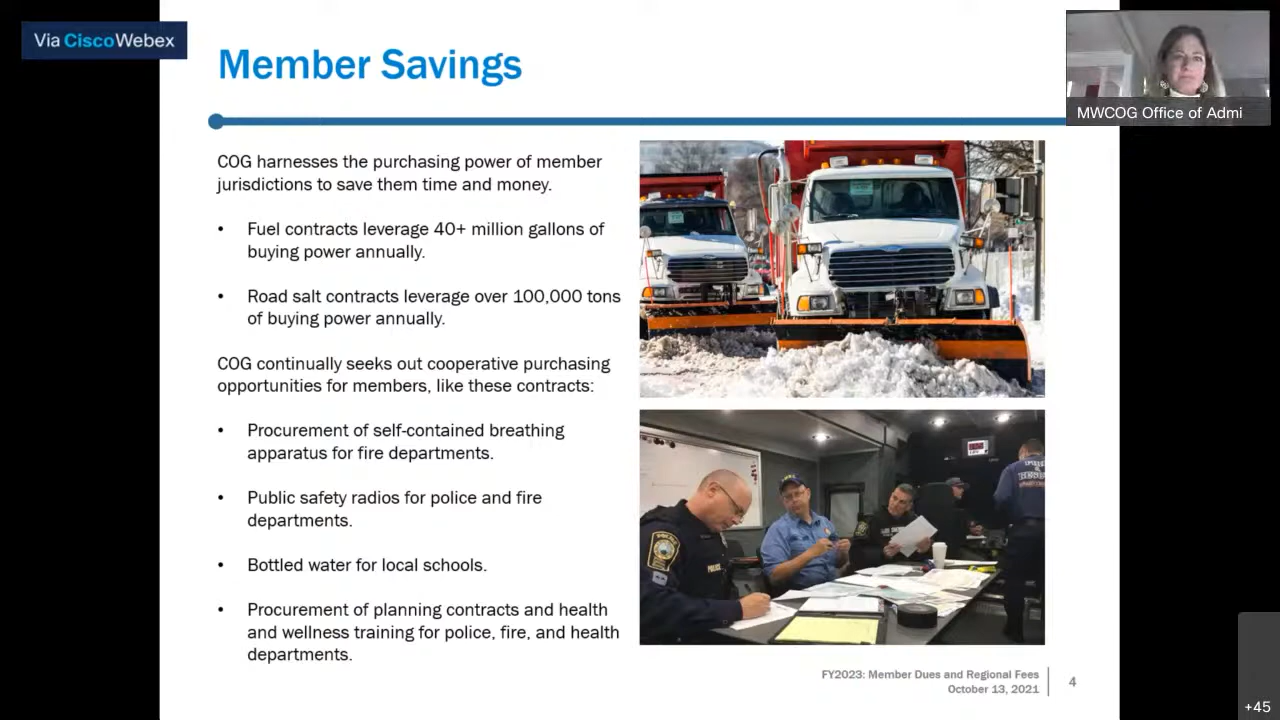 Via CiscoWebex
Member Savings
MWCOG Office of Admi
COG harnesses the purchasing power of member
jurisdictions to save them time and money.
• Fuel contracts leverage 40+ million gallons of
buying power annually.
• Road salt contracts leverage over 100,000 tons
of buying power annually.
COG continually seeks out cooperative purchasing
opportunities for members, like these contracts:
• Procurement of self-contained breathing
apparatus for fire departments.
• Public safety radios for police and fire
departments.
• Bottled water for local schools.
• Procurement of planning contracts and health
and wellness training for police, fire, and health
departments.
POLICE
FY2023: Member Dues and Regional Fees
October 13, 2021
4
+45